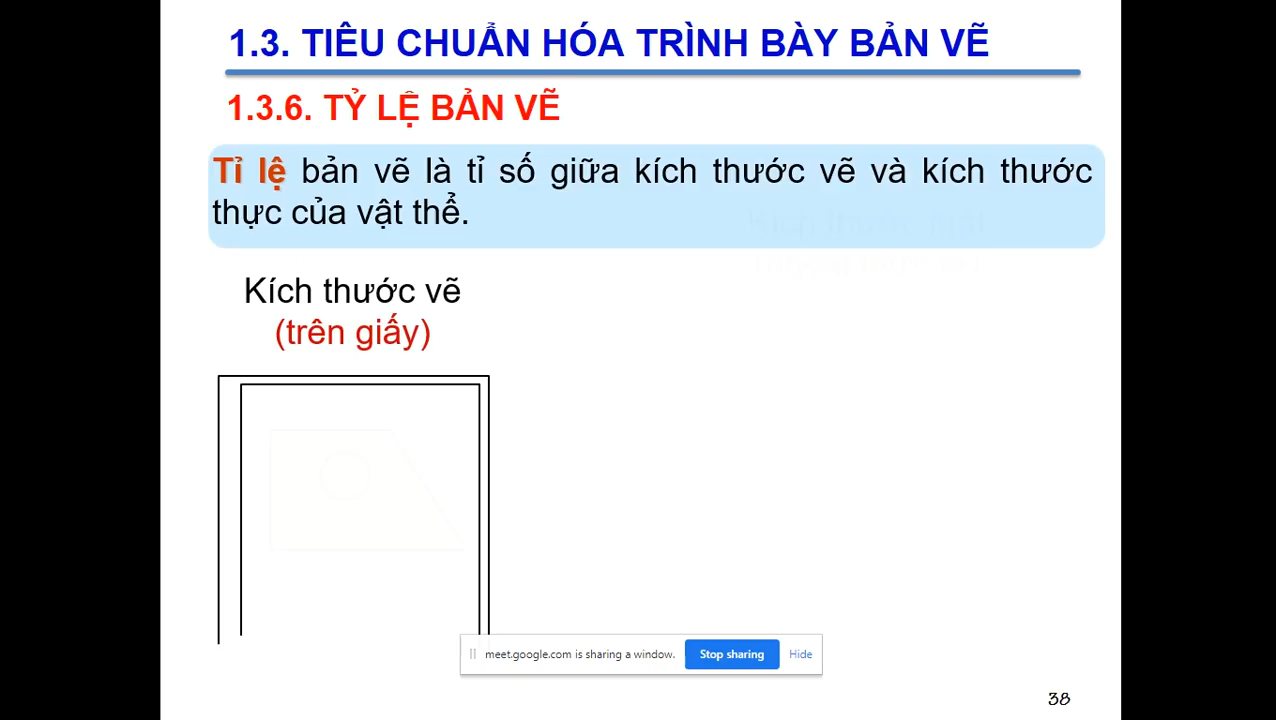 1.3. TIÊU CHUẨN HÓA TRÌNH BÀY BẢN VẼ
1.3.6. TỶ LỆ BẢN VẼ
Tỉ lệ bản vẽ là tỉ số giữa kích thước vẽ và kích thước
thực của vật thể.
Kích thước vẽ
(trên giấy)
meet.google.com is sharing a window.
Stop sharing
Hide
38